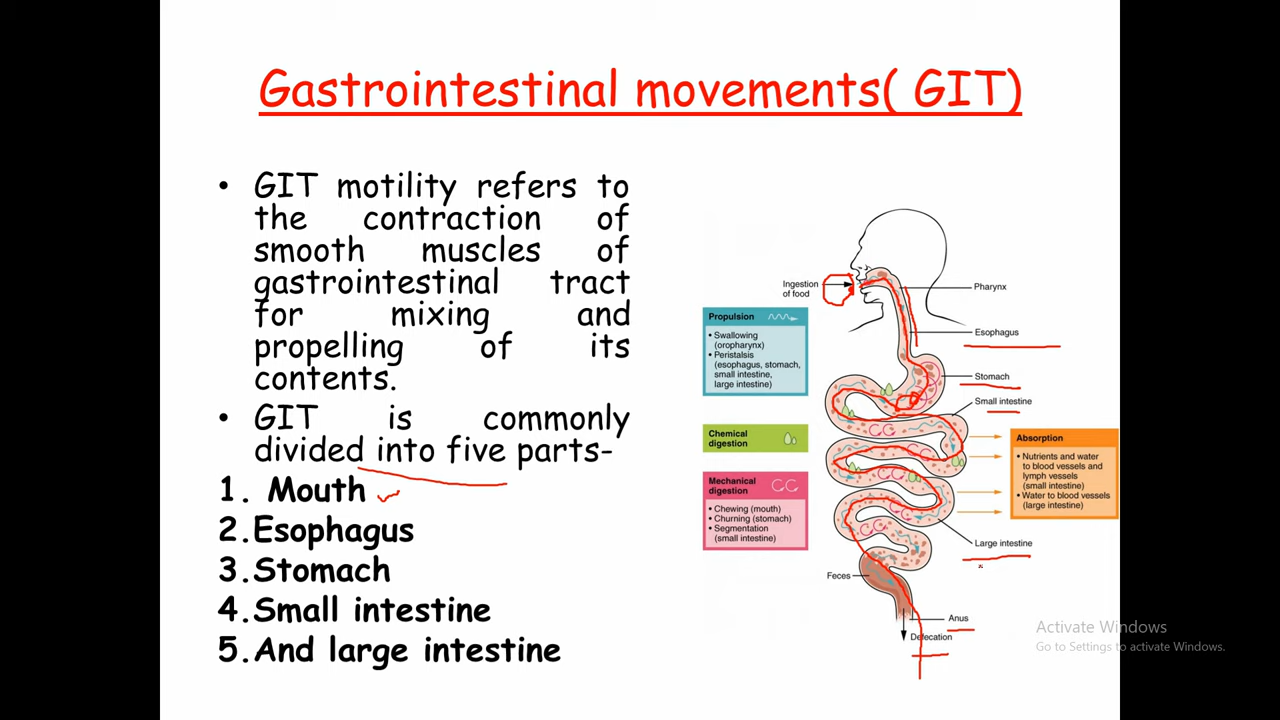 Gastrointestinal movements( GIT)
• GIT motility refers to
the contraction of
smooth muscles of
gastrointestinal tract
for mixing and
propelling of its
contents.
• GIT is commonly
divided into five parts-
1. Mouth
2.Esophagus
3.Stomach
4.Small intestine
5.And large intestine
Ingestion
of food
Pharynx
Esophagus
Stomach
Small intestine
Propulsion
• Swallowing
(oropharynx)
• Peristalsis
(esophagus, stomach,
small intestine,
large intestine)
Chemical
digestion
Mechanical
digestion
• Chewing (mouth)
• Churning (stomach)
• Segmentation
(small intestine)
Absorption
• Nutrients and water
to blood vessels and
lymph vessels
(small intestine)
• Water to blood vessels
(large intestine)
Large intestine
Feces
Anus
Defecation
Activate Windows
Go to Settings to activate Windows.